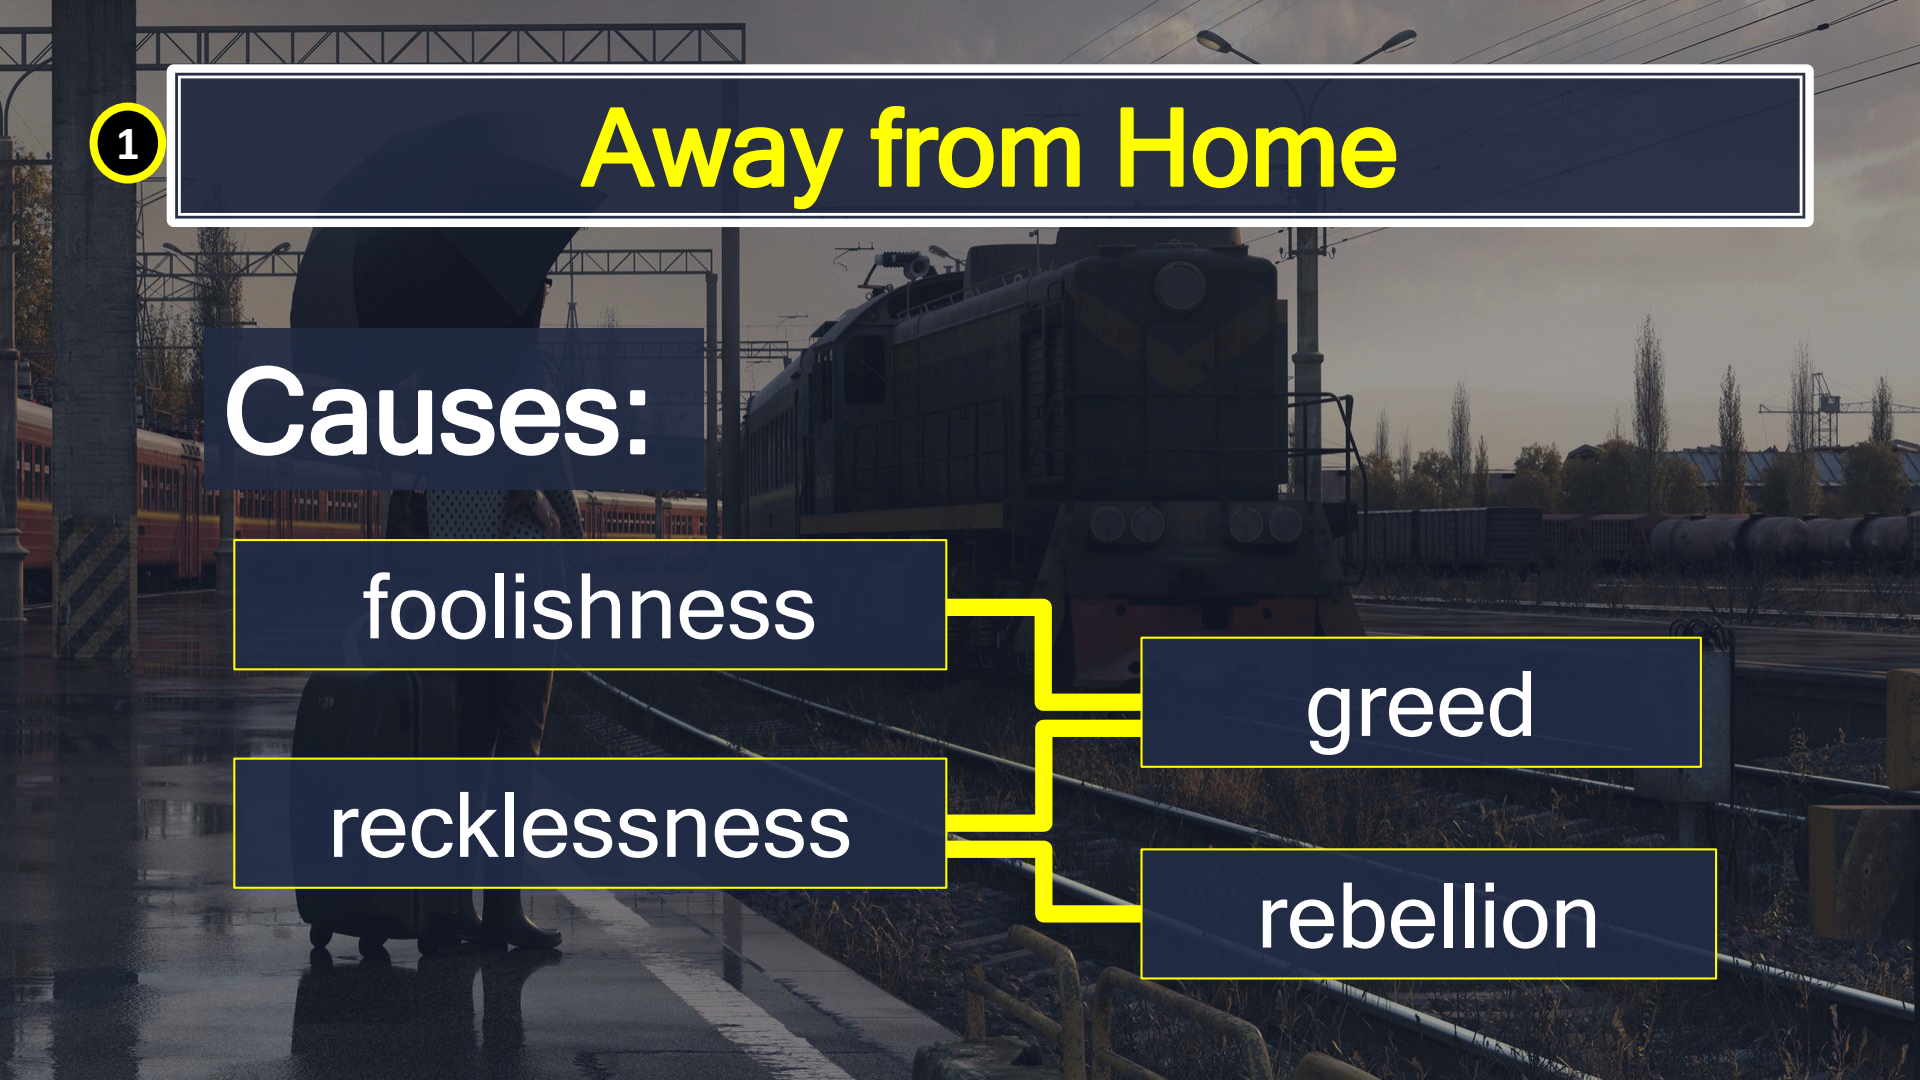 1
Away from Home
Causes:
foolishness
greed
recklessness
rebellion